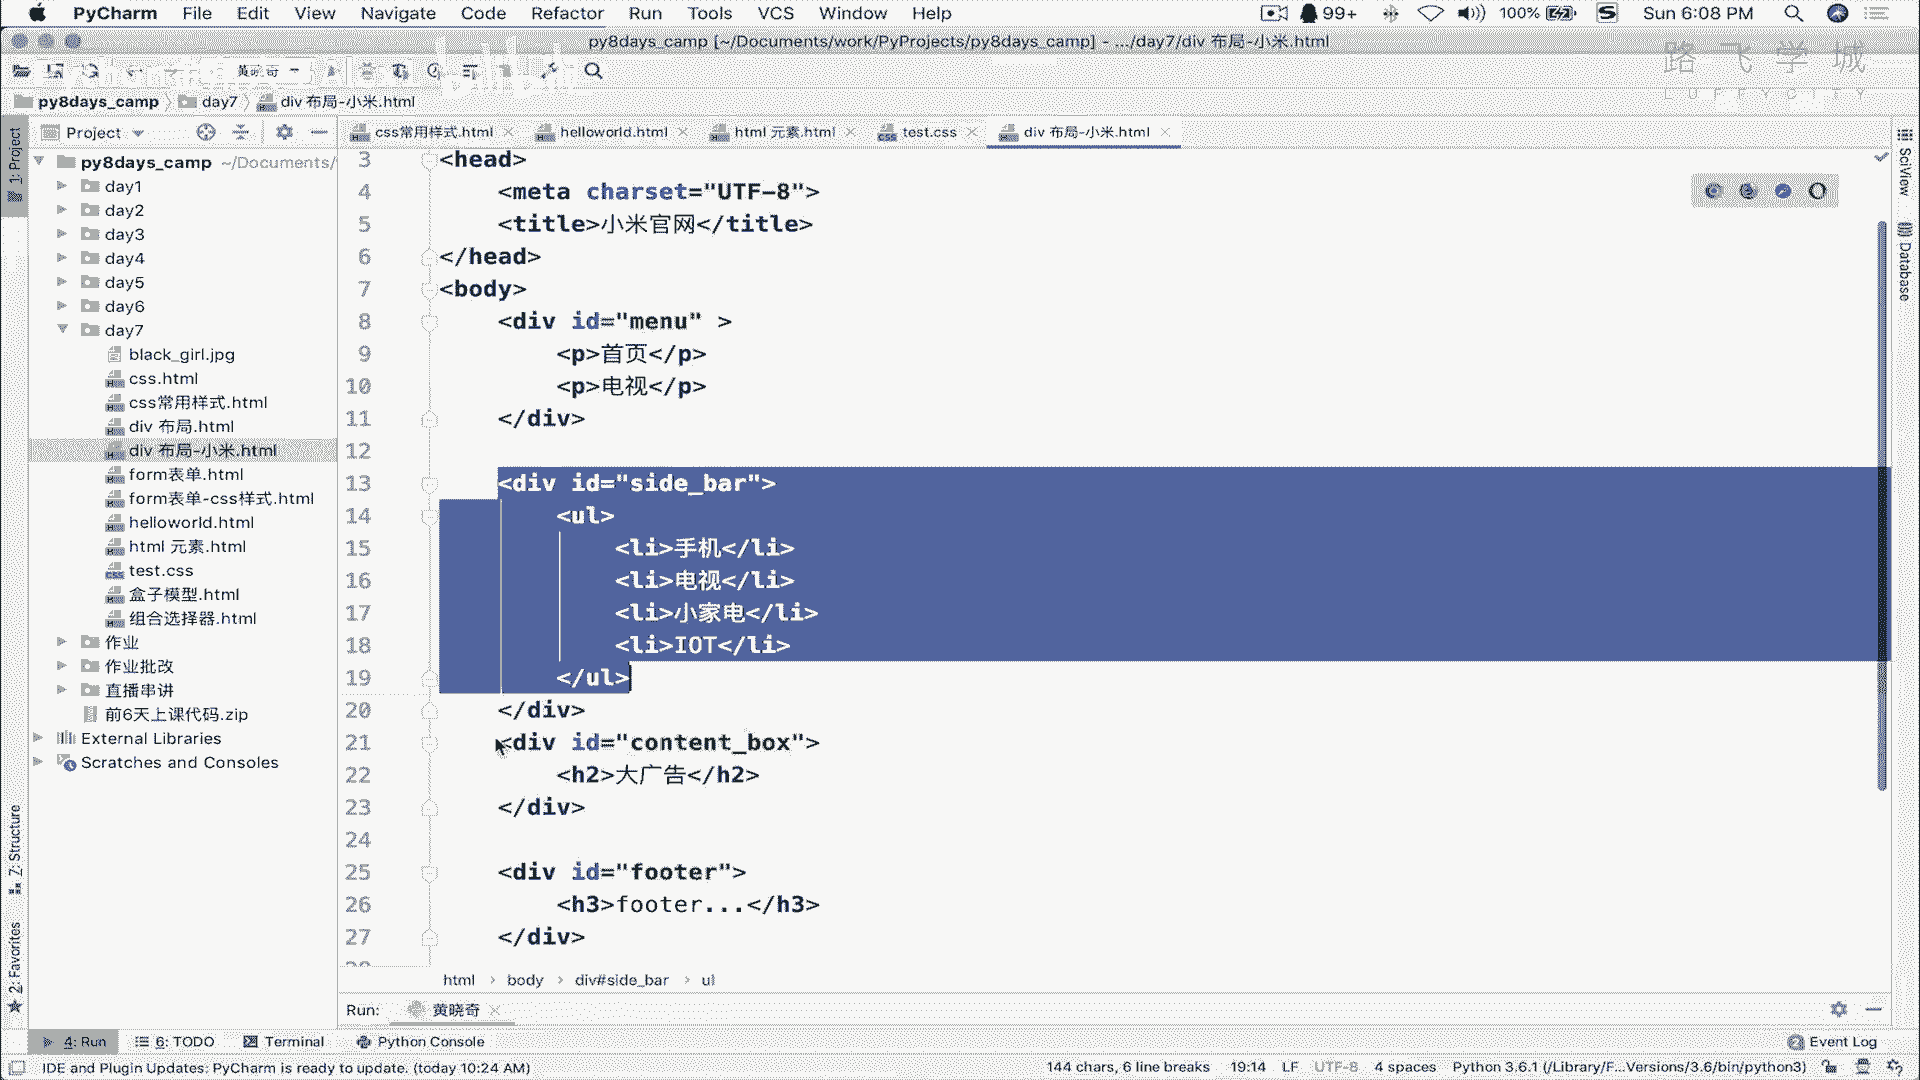 PyCharm File Edit View Navigate Code Refactor Run Tools VCS Window Help 99+ 100% Sun 6:08 PM
py8days_camp [~/Documents/work/PyProjects/py8days_camp] - .../day7/div 布局-小米.html
路飞学城
LUFFYCITY
黄晓奇
py8days_camp day7 div 布局-小米.html
Project
css常用样式.html helloworld.html html 元素.html test.css div 布局-小米.html
1: Project
py8days_camp ~/Documents/
day1
day2
day3
day4
day5
day6
day7
black_girl.jpg
css.html
css常用样式.html
div 布局.html
div 布局-小米.html
form表单.html
form表单-css样式.html
helloworld.html
html 元素.html
test.css
盒子模型.html
组合选择器.html
作业
作业批改
直播串讲
前6天上课代码.zip
External Libraries
Scratches and Consoles
7: Structure
2: Favorites
3 <head>
4 <meta charset="UTF-8">
5 <title>小米官网</title>
6 </head>
7 <body>
8 <div id="menu" >
9 <p>首页</p>
10 <p>电视</p>
11 </div>
12
13 <div id="side_bar">
14 <ul>
15 <li>手机</li>
16 <li>电视</li>
17 <li>小家电</li>
18 <li>IOT</li>
19 </ul>
20 </div>
21 <div id="content_box">
22 <h2>大广告</h2>
23 </div>
24
25 <div id="footer">
26 <h3>footer...</h3>
27 </div>
html body div#side_bar ul
SciView
Database
Run: 黄晓奇
4: Run 6: TODO Terminal Python Console Event Log
IDE and Plugin Updates: PyCharm is ready to update. (today 10:24 AM) 144 chars, 6 line breaks 19:14 LF UTF-8 4 spaces Python 3.6.1 (/Library/F...Versions/3.6/bin/python3)